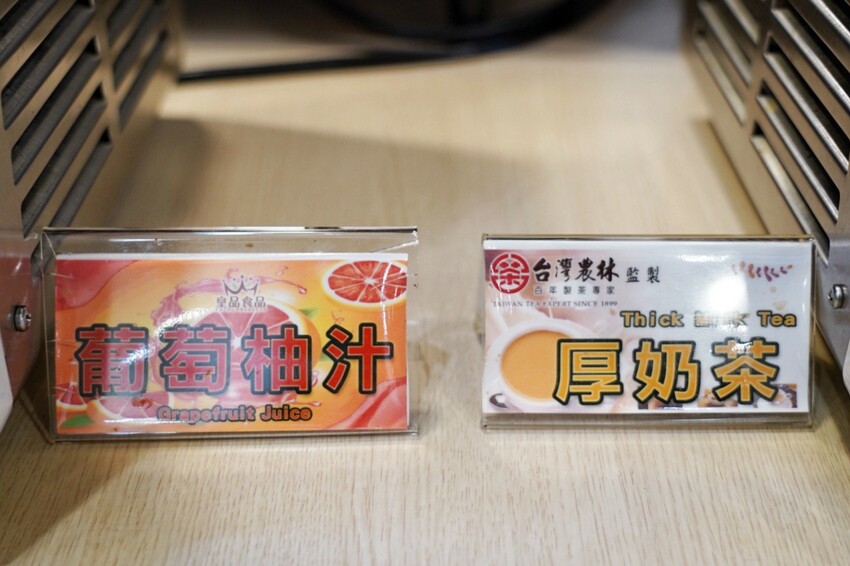 皇品食品
葡萄柚汁
Grapefruit Juice
台灣農林 監製
百年製茶專家
TAIWAN TEA EXPERT SINCE 1899
Thick Milk Tea
厚奶茶